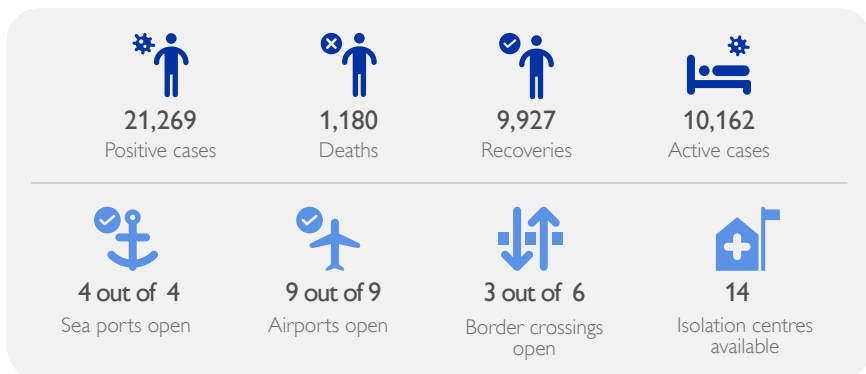 21,269 1,180 9,927 10,162
Positive cases Deaths Recoveries Active cases
4 out of 4 9 out of 9 3 out of 6 14
Sea ports open Airports open Border crossings open Isolation centres available